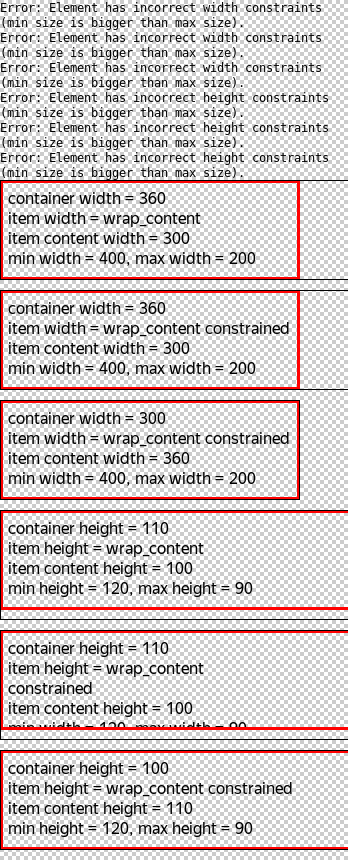 Error: Element has incorrect width constraints
(min size is bigger than max size).
Error: Element has incorrect width constraints
(min size is bigger than max size).
Error: Element has incorrect width constraints
(min size is bigger than max size).
Error: Element has incorrect height constraints
(min size is bigger than max size).
Error: Element has incorrect height constraints
(min size is bigger than max size).
Error: Element has incorrect height constraints
(min size is bigger than max size).
container width = 360
item width = wrap_content
item content width = 300
min width = 400, max width = 200
container width = 360
item width = wrap_content constrained
item content width = 300
min width = 400, max width = 200
container width = 300
item width = wrap_content constrained
item content width = 360
min width = 400, max width = 200
container height = 110
item height = wrap_content
item content height = 100
min height = 120, max height = 90
container height = 110
item height = wrap_content
constrained
item content height = 100
min width = 120, max width = 90
container height = 100
item height = wrap_content constrained
item content height = 110
min height = 120, max height = 90